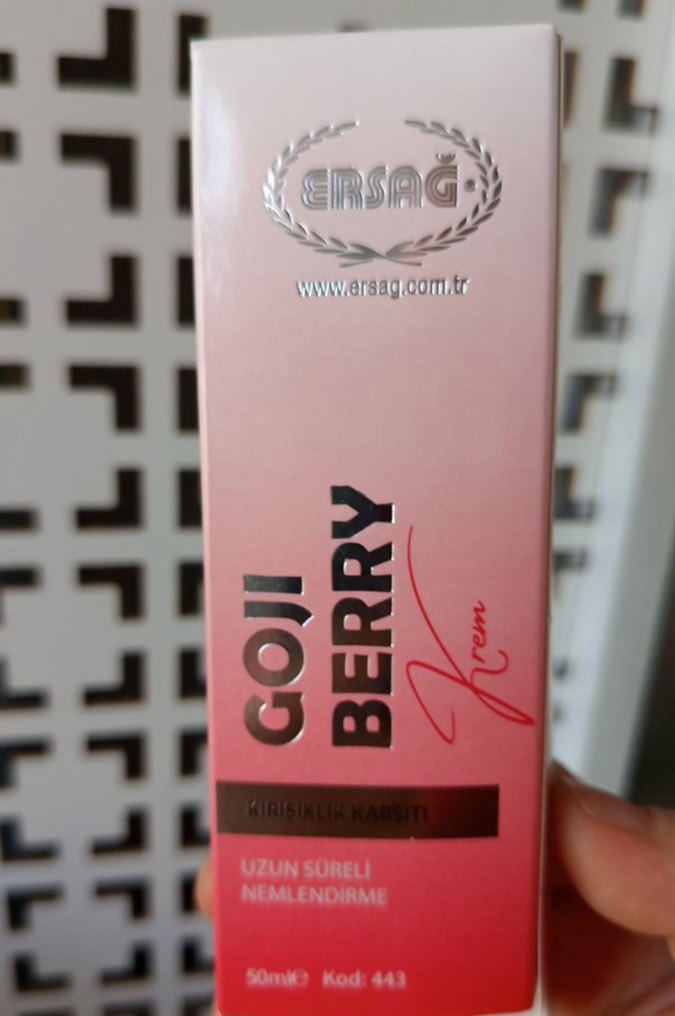 ERSAĞ®
www.ersag.com.tr
GOJI
BERRY
Krem
KIRIŞIKLIK KARŞITI
UZUN SÜRELİ
NEMLENDİRME
50ml℮ Kod: 443